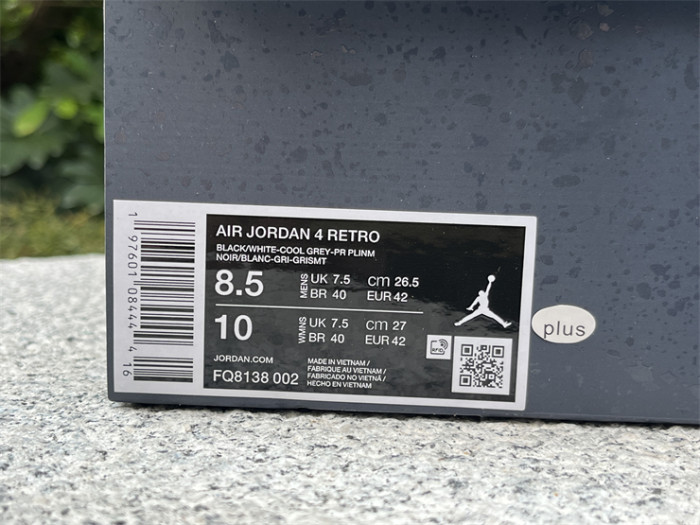 1 97601 08444 4 16
AIR JORDAN 4 RETRO
BLACK/WHITE-COOL GREY-PR PLINM
NOIR/BLANC-GRI-GRISMT
8.5 MENS UK 7.5 cm 26.5
BR 40 EUR 42
10 WMNS UK 7.5 cm 27
BR 40 EUR 42
JORDAN.COM
FQ8138 002
MADE IN VIETNAM /
FABRIQUE AU VIETNAM /
FABRICADO NO VIETNÃ /
HECHO EN VIETNAM
RFID
plus